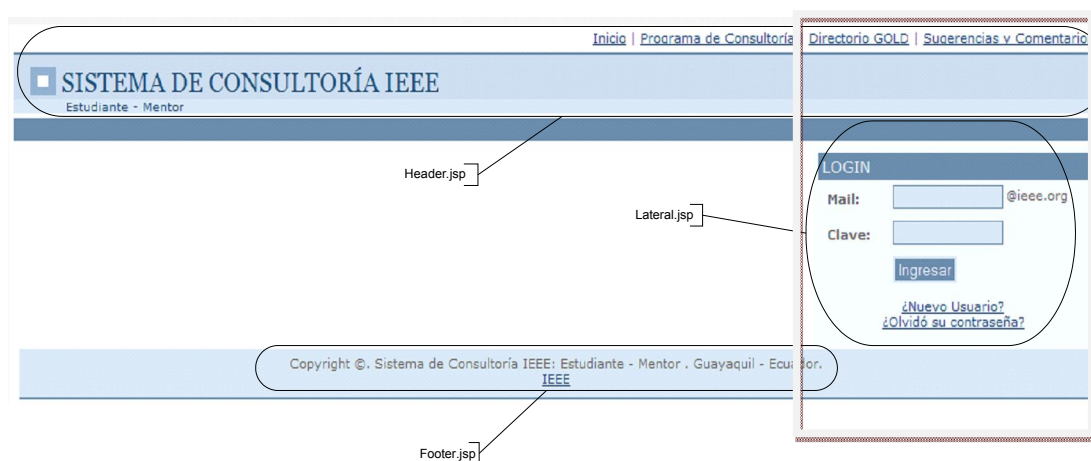 Inicio | Programa de Consultoría | Directorio GOLD | Sugerencias y Comentario
SISTEMA DE CONSULTORÍA IEEE
Estudiante - Mentor
Header.jsp
LOGIN
Mail: @ieee.org
Lateral.jsp
Clave:
Ingresar
¿Nuevo Usuario?
¿Olvidó su contraseña?
Copyright ©. Sistema de Consultoría IEEE: Estudiante - Mentor . Guayaquil - Ecuador.
IEEE
Footer.jsp